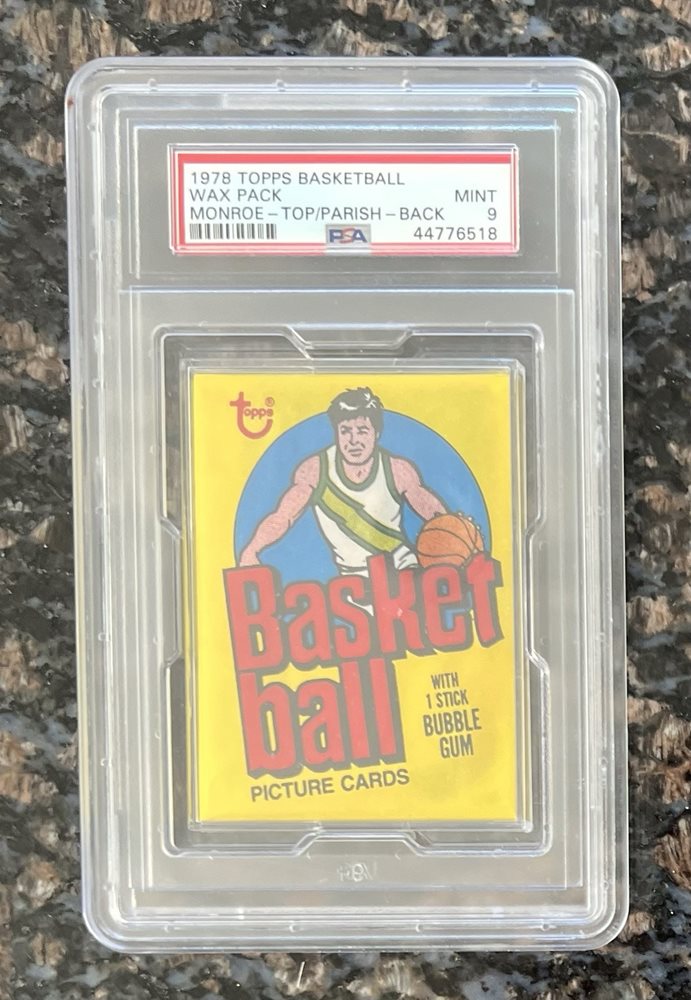 1978 TOPPS BASKETBALL
WAX PACK MINT
MONROE-TOP/PARISH-BACK 9
PSA 44776518
topps®
Basket
ball
WITH
1 STICK
BUBBLE
GUM
PICTURE CARDS